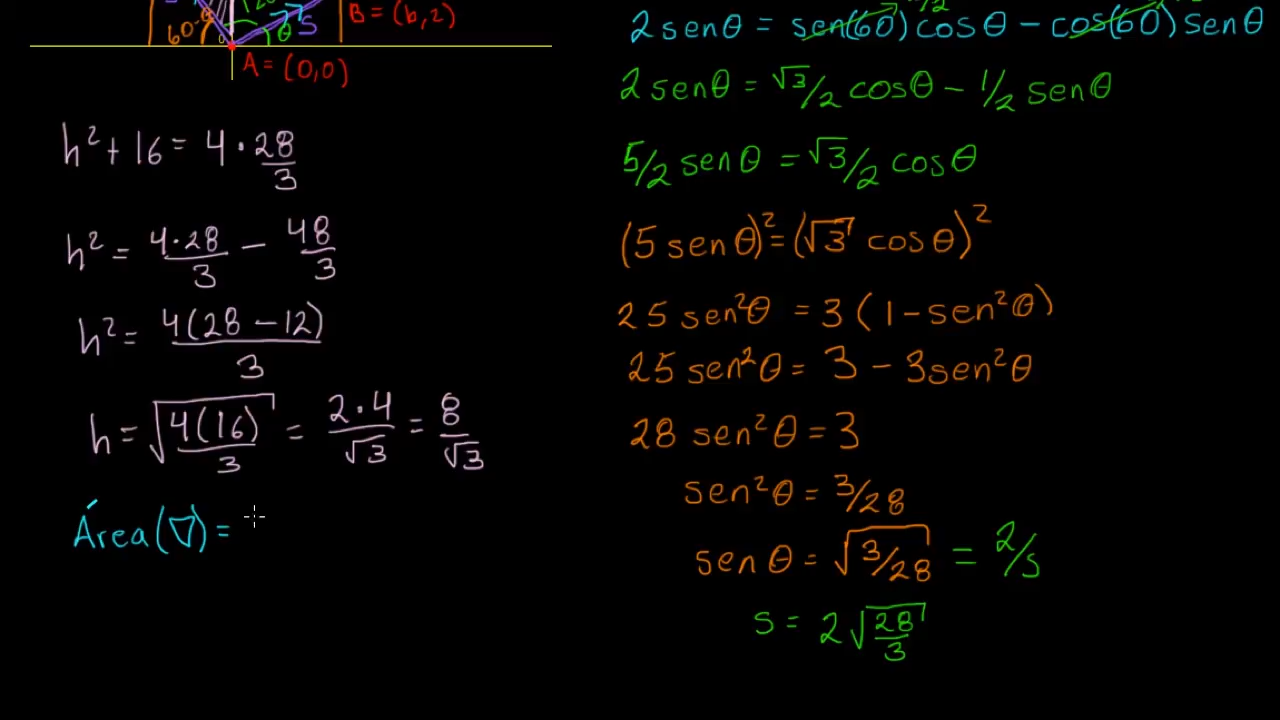 60-θ
0
θ
S
B = (b,2)
A = (0,0)
h² + 16 = 4 · 28/3
h² = 4·28/3 - 48/3
h² = 4(28 - 12)/3
h = √(4(16)/3) = 2·4/√3 = 8/√3
Área(▽) =
2 senθ = sen(60) cosθ - cos(60) senθ
2 senθ = √3/2 cosθ - 1/2 senθ
5/2 senθ = √3/2 cosθ
(5 senθ)² = (√3 cosθ)²
25 sen²θ = 3 (1 - sen²θ)
25 sen²θ = 3 - 3sen²θ
28 sen²θ = 3
sen²θ = 3/28
senθ = √(3/28) = 2/s
s = 2√(28/3)